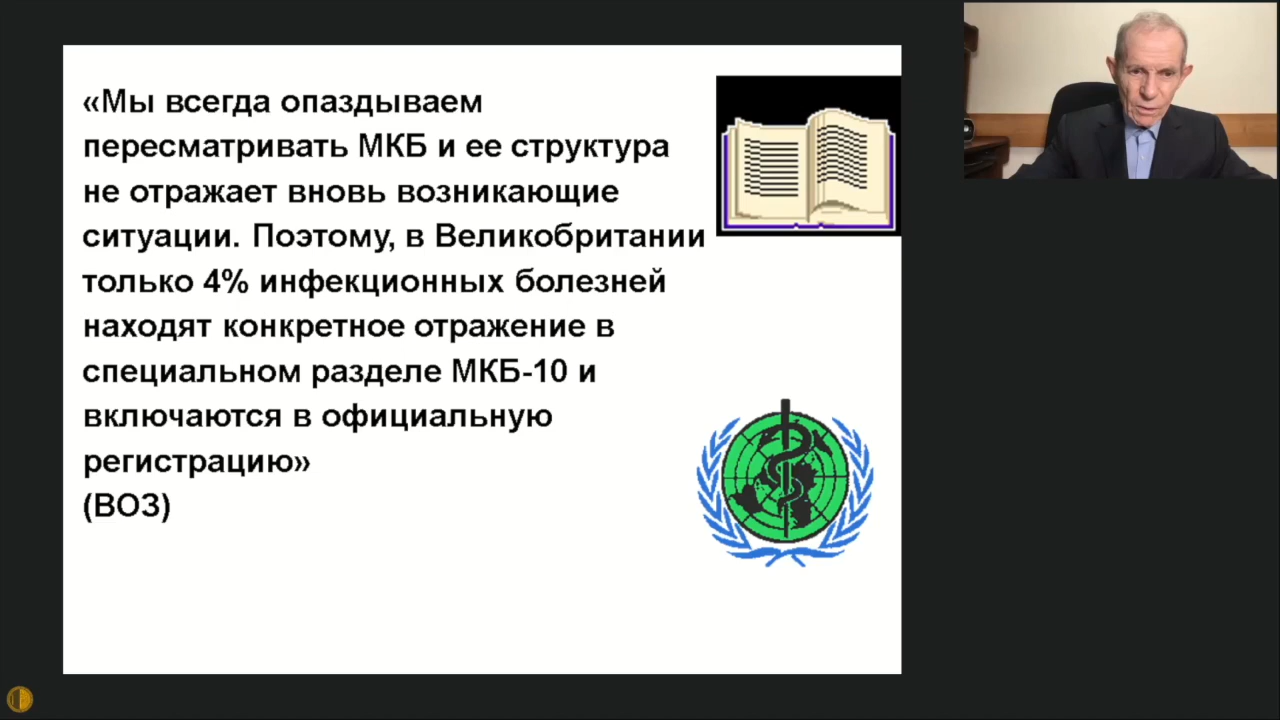 «Мы всегда опаздываем
пересматривать МКБ и ее структура
не отражает вновь возникающие
ситуации. Поэтому, в Великобритании
только 4% инфекционных болезней
находят конкретное отражение в
специальном разделе МКБ-10 и
включаются в официальную
регистрацию»
(ВОЗ)